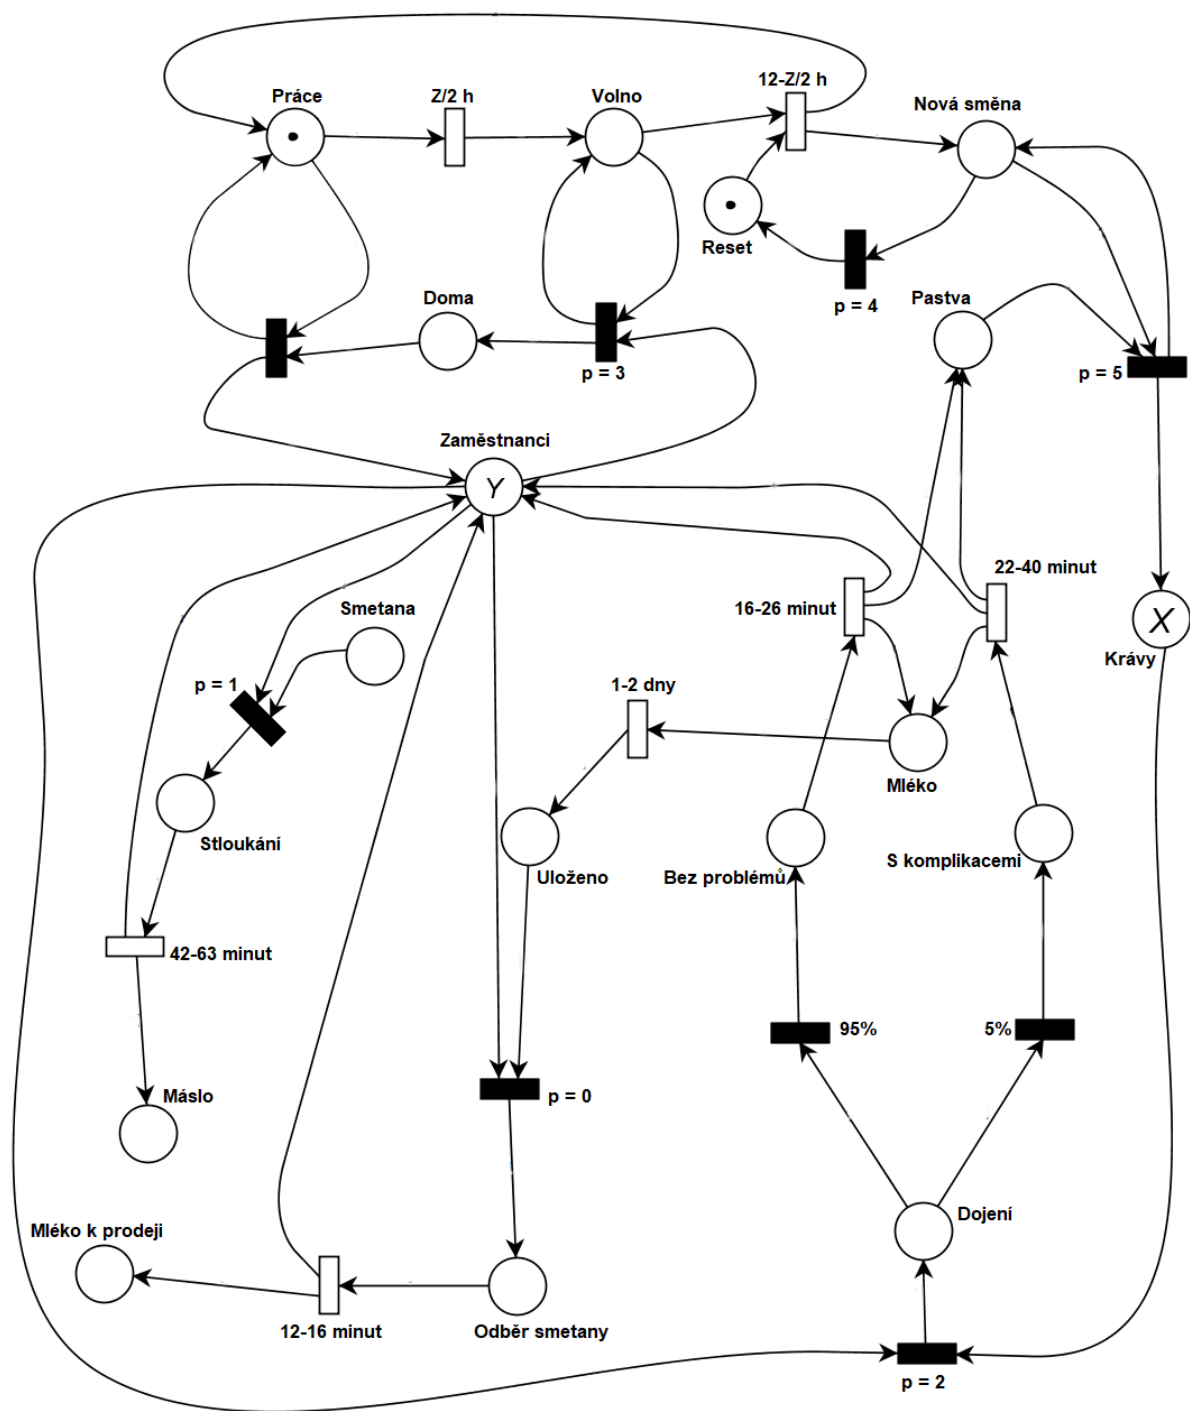 Práce
Z/2 h
Volno
12-Z/2 h
Nová směna
Reset
p = 4
Doma
p = 3
Pastva
p = 5
Zaměstnanci
Y
22-40 minut
16-26 minut
Smetana
X
Krávy
p = 1
1-2 dny
Mléko
Stloukání
Uloženo
Bez problémů
S komplikacemi
42-63 minut
95%
5%
Máslo
p = 0
Dojení
Mléko k prodeji
12-16 minut
Odběr smetany
p = 2